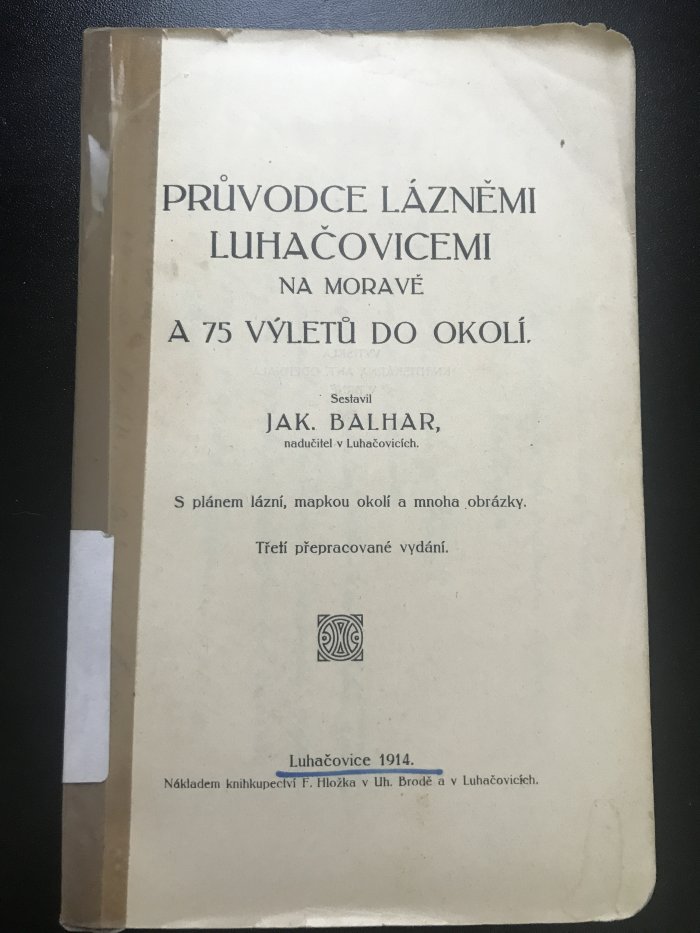 PRŮVODCE LÁZNĚMI
LUHAČOVICEMI
NA MORAVĚ
A 75 VÝLETŮ DO OKOLÍ.
Sestavil
JAK. BALHAR,
nadučitel v Luhačovicích.
S plánem lázní, mapkou okolí a mnoha obrázky.
Třetí přepracované vydání.
Luhačovice 1914.
Nákladem knihkupectví F. Hložka v Uh. Brodě a v Luhačovicích.